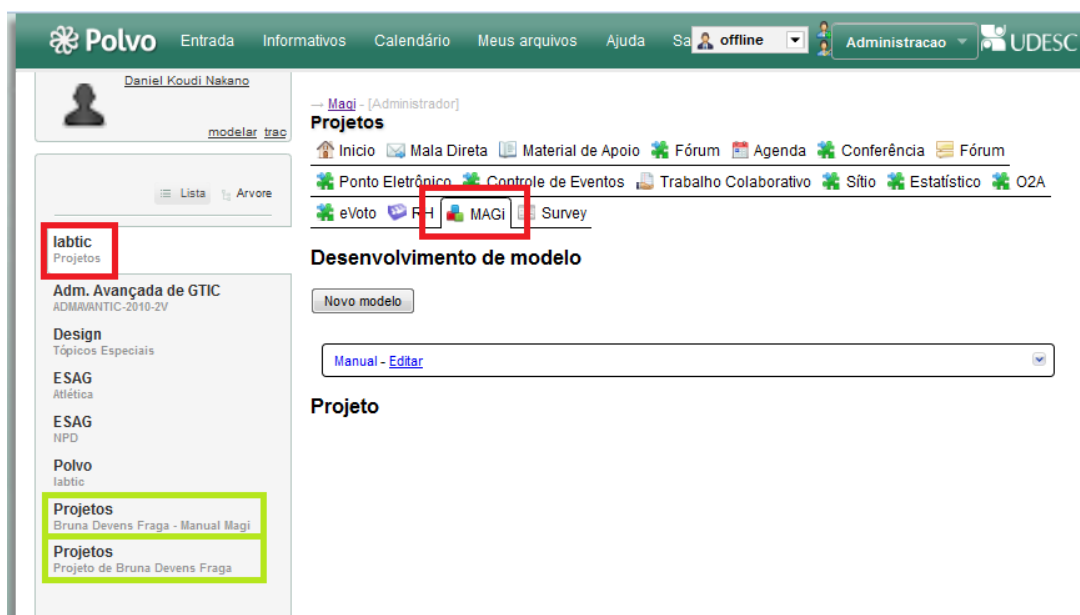 Polvo Entrada Informativos Calendário Meus arquivos Ajuda Sa offline Administracao UDESC
Daniel Koudi Nakano
modelar trac
Lista Arvore
labtic
Projetos
Adm. Avançada de GTIC
ADMAVANTIC-2010-2V
Design
Tópicos Especiais
ESAG
Atlética
ESAG
NPD
Polvo
labtic
Projetos
Bruna Devens Fraga - Manual Magi
Projetos
Projeto de Bruna Devens Fraga
→ Magi - [Administrador]
Projetos
Inicio Mala Direta Material de Apoio Fórum Agenda Conferência Fórum
Ponto Eletrônico Controle de Eventos Trabalho Colaborativo Sítio Estatístico O2A
eVoto RH MAGi Survey
Desenvolvimento de modelo
Novo modelo
Manual - Editar
Projeto